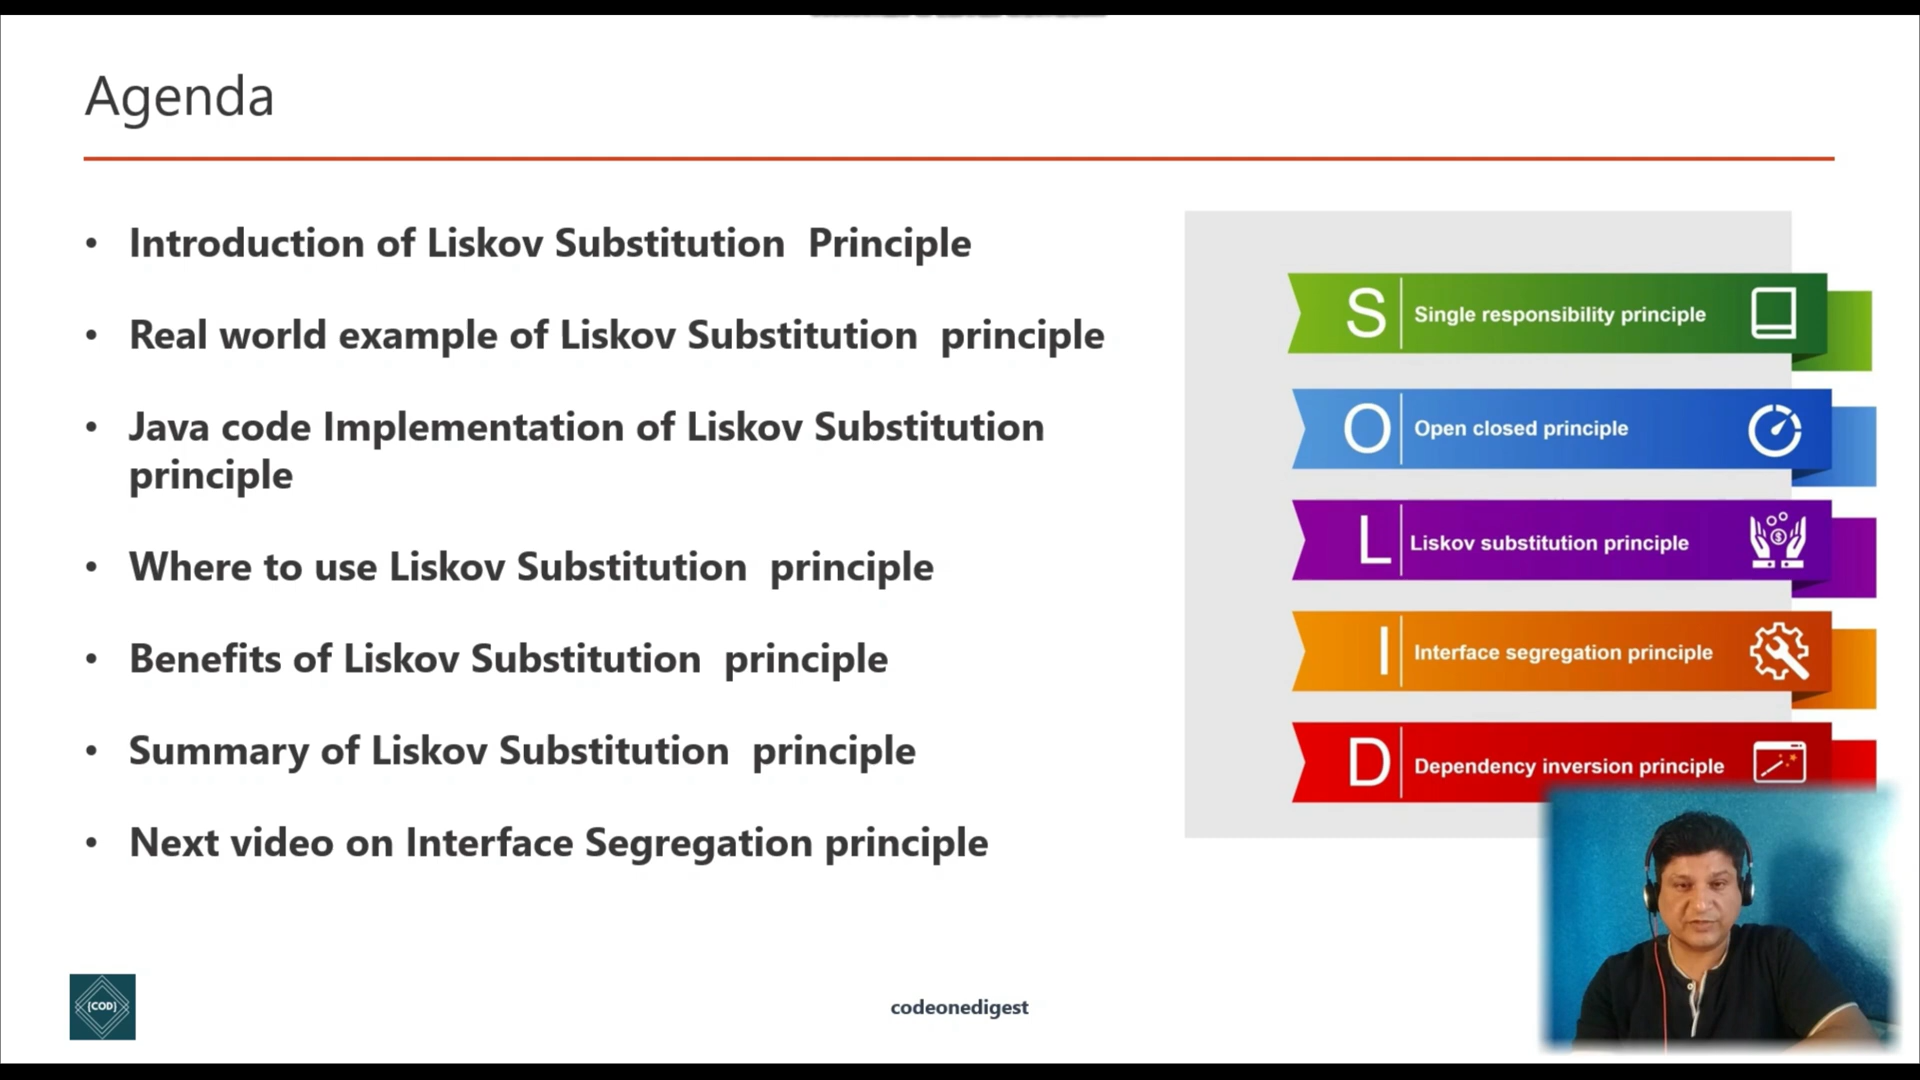 Agenda
• Introduction of Liskov Substitution  Principle
• Real world example of Liskov Substitution  principle
• Java code Implementation of Liskov Substitution
principle
• Where to use Liskov Substitution  principle
• Benefits of Liskov Substitution  principle
• Summary of Liskov Substitution  principle
• Next video on Interface Segregation principle
S Single responsibility principle
O Open closed principle
L Liskov substitution principle
I Interface segregation principle
D Dependency inversion principle
[COD]
codeonedigest